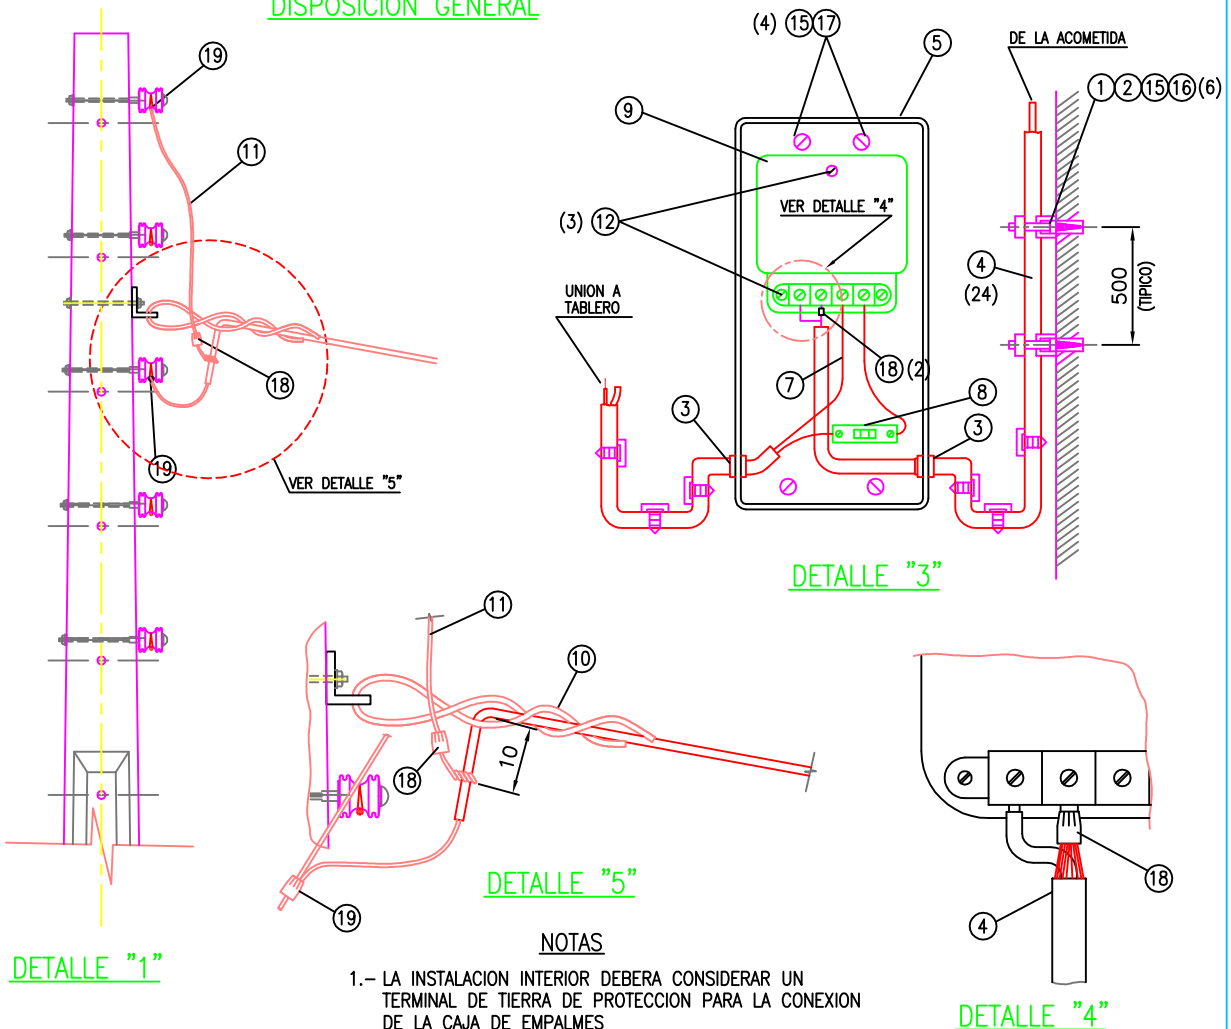 DISPOSICION GENERAL
19
11
18
19
VER DETALLE "5"
DETALLE "1"
(4) 15 17
5
9
(3) 12
VER DETALLE "4"
UNION A
TABLERO
7
18 (2)
8
3
3
DE LA ACOMETIDA
1 2 15 16 (6)
4
(24)
500
(TIPICO)
DETALLE "3"
11
10
18
10
19
DETALLE "5"
18
4
DETALLE "4"
NOTAS
1.- LA INSTALACION INTERIOR DEBERA CONSIDERAR UN
TERMINAL DE TIERRA DE PROTECCION PARA LA CONEXION
DE LA CAJA DE EMPALMES